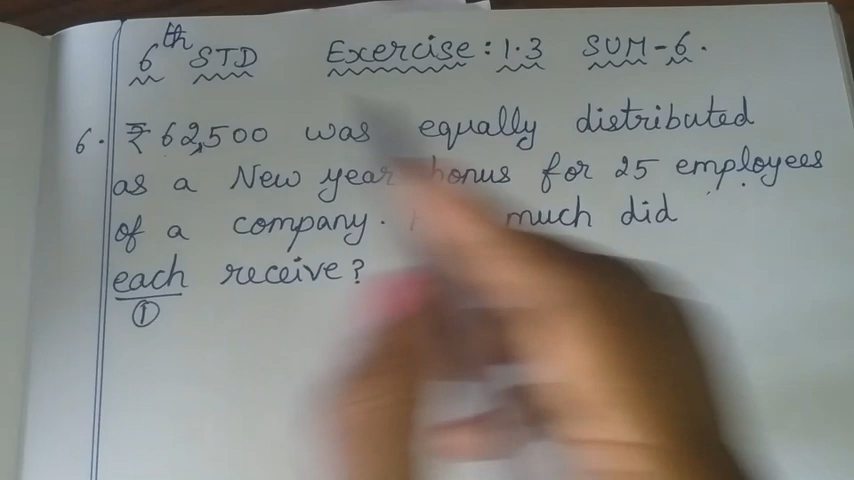 6th STD Exercise: 1.3 SUM-6.
6. ₹ 62,500 was equally distributed
as a New year bonus for 25 employees
of a company. much did
each receive?
1